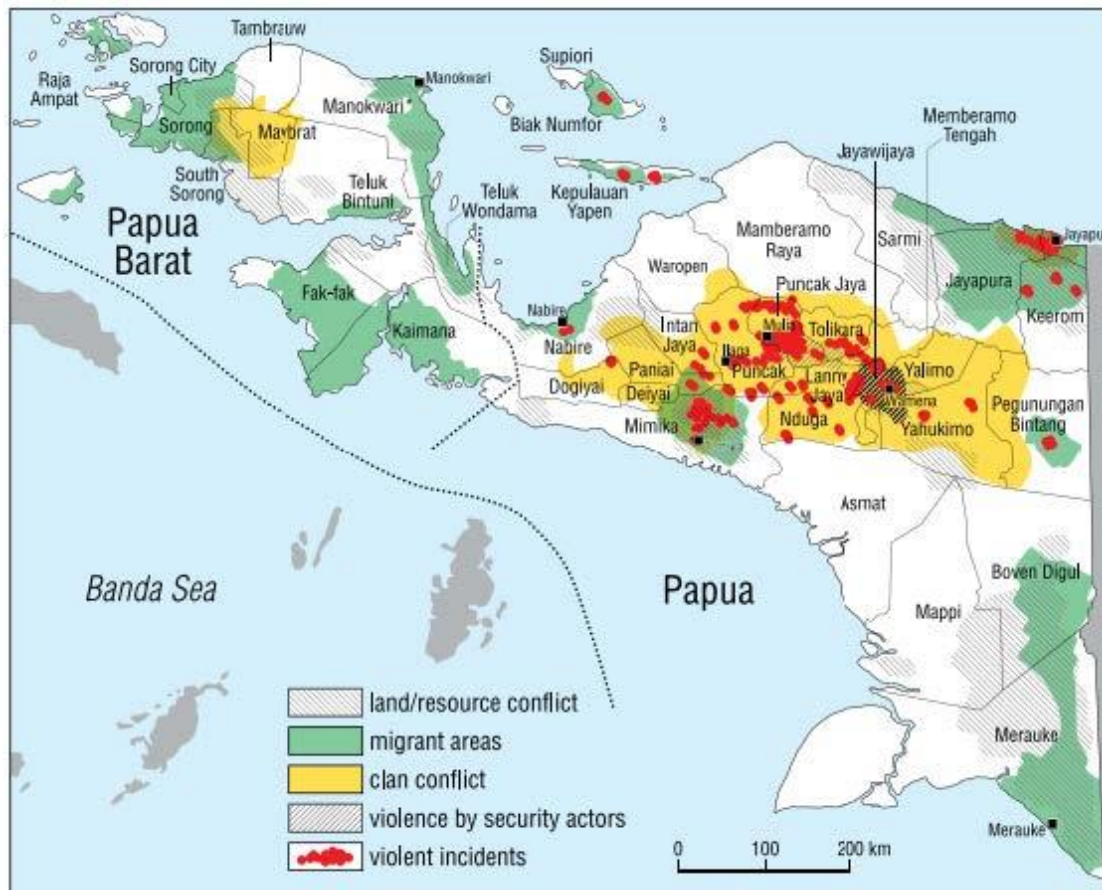 Tambrauw
Sorong City
Raja
Ampat
Manokwari
Supiori
Manokwari
Biak Numfor
Memberamo
Tengah
Jayawijaya
Sorong
Maybrat
South
Sorong
Teluk
Bintuni
Teluk
Wondama
Kepulauan
Yapen
Papua
Barat
Mamberamo
Raya
Sarmi
Jayapu
Jayapura
Waropen
Puncak Jaya
Keerom
Fak-fak
Kaimana
Nabire
Nabire
Intan
Jaya
Mulia
Tolikara
Ilaga
Puncak
Paniai
Dogiyai
Deiyai
Lanny
Jaya
Yalimo
Wamena
Pegunungan
Bintang
Mimika
Nduga
Yahukimo
Asmat
Banda Sea
Papua
Boven Digul
Mappi
Merauke
Merauke
land/resource conflict
migrant areas
clan conflict
violence by security actors
violent incidents
0 100 200 km